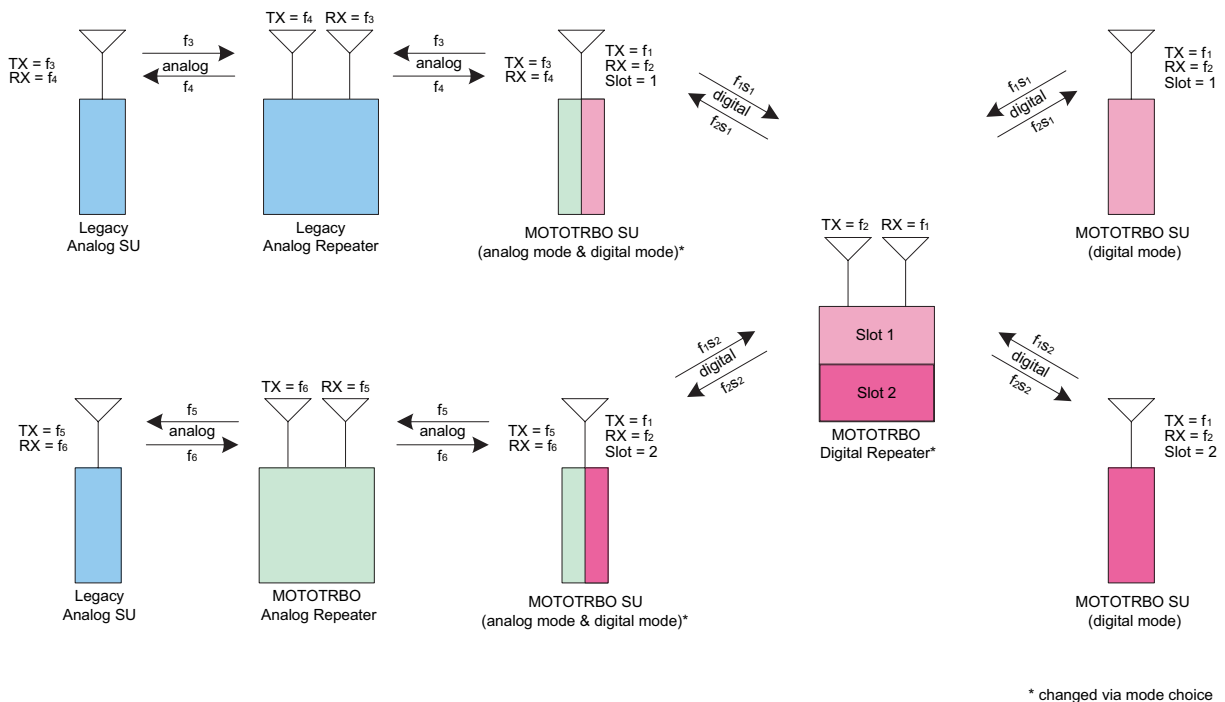 TX = f₄ RX = f₃
TX = f₃
RX = f₄
f₃
analog
f₄
f₃
analog
f₄
TX = f₃
RX = f₄
TX = f₁
RX = f₂
Slot = 1
f₁s₁
digital
f₂s₁
f₁s₁
digital
f₂s₁
TX = f₁
RX = f₂
Slot = 1
Legacy
Analog SU
Legacy
Analog Repeater
MOTOTRBO SU
(analog mode & digital mode)*
MOTOTRBO SU
(digital mode)
TX = f₂ RX = f₁
Slot 1
Slot 2
MOTOTRBO
Digital Repeater*
f₁s₂
digital
f₂s₂
f₁s₂
digital
f₂s₂
TX = f₆ RX = f₅
TX = f₅
RX = f₆
f₅
analog
f₆
f₅
analog
f₆
TX = f₅
RX = f₆
TX = f₁
RX = f₂
Slot = 2
TX = f₁
RX = f₂
Slot = 2
Legacy
Analog SU
MOTOTRBO
Analog Repeater
MOTOTRBO SU
(analog mode & digital mode)*
MOTOTRBO SU
(digital mode)
* changed via mode choice